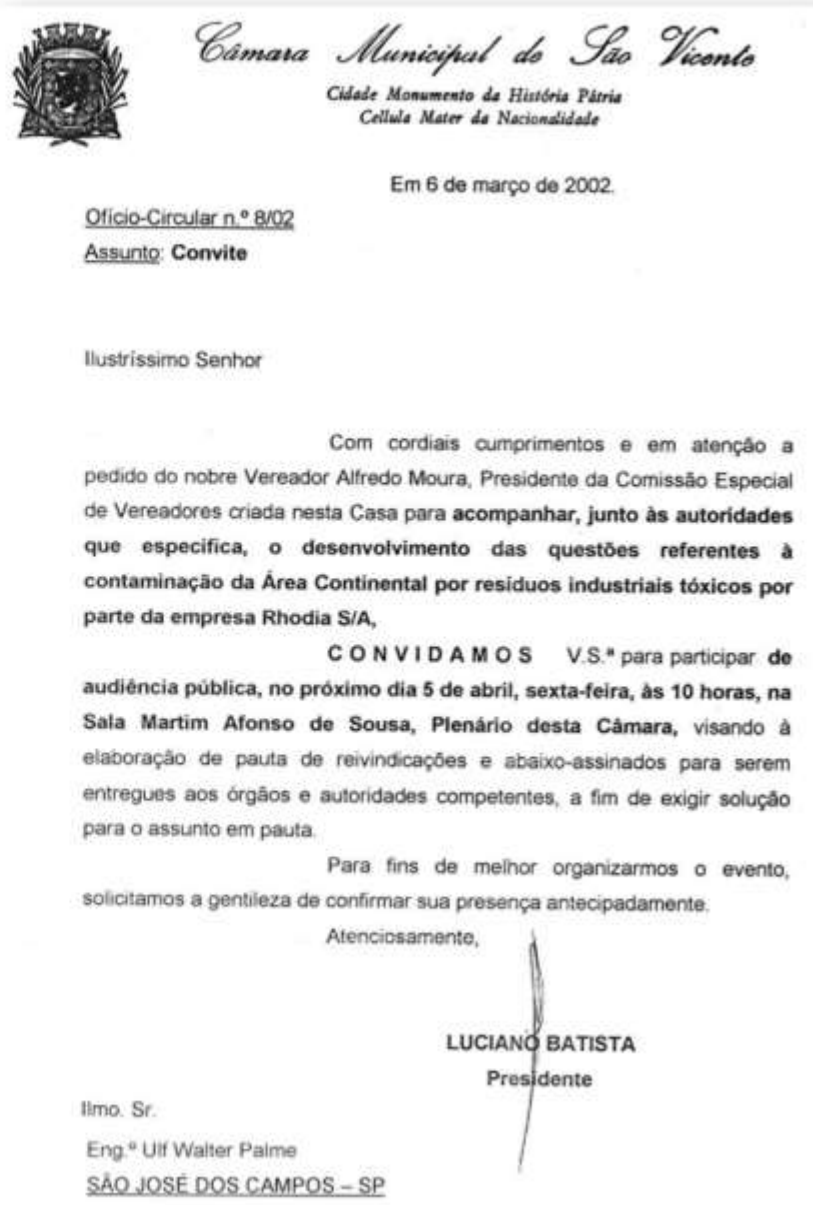 Câmara Municipal de São Vicente
Cidade Monumento da História Pátria
Cellula Mater da Nacionalidade
Em 6 de março de 2002.
Ofício-Circular n.º 8/02
Assunto: Convite
Ilustríssimo Senhor
Com cordiais cumprimentos e em atenção a
pedido do nobre Vereador Alfredo Moura, Presidente da Comissão Especial
de Vereadores criada nesta Casa para acompanhar, junto às autoridades
que especifica, o desenvolvimento das questões referentes à
contaminação da Área Continental por resíduos industriais tóxicos por
parte da empresa Rhodia S/A,
C O N V I D A M O S V.S.ª para participar de
audiência pública, no próximo dia 5 de abril, sexta-feira, às 10 horas, na
Sala Martim Afonso de Sousa, Plenário desta Câmara, visando à
elaboração de pauta de reivindicações e abaixo-assinados para serem
entregues aos órgãos e autoridades competentes, a fim de exigir solução
para o assunto em pauta.
Para fins de melhor organizarmos o evento,
solicitamos a gentileza de confirmar sua presença antecipadamente.
Atenciosamente,
LUCIANO BATISTA
Presidente
Ilmo. Sr.
Eng.º Ulf Walter Palme
SÃO JOSÉ DOS CAMPOS – SP